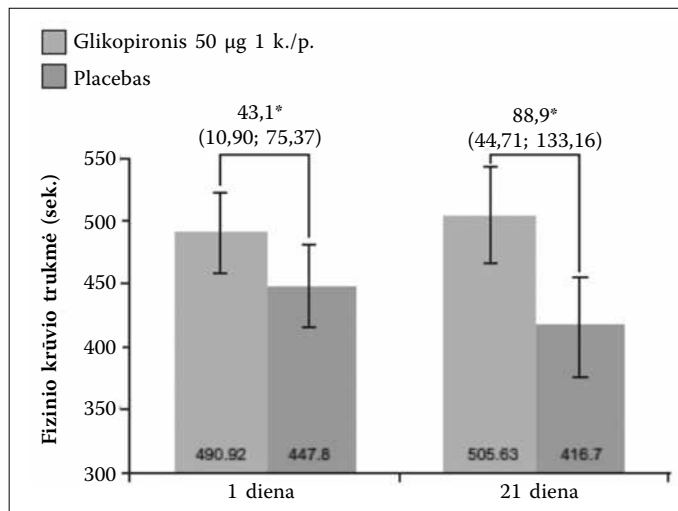 Glikopironis 50 µg 1 k./p.
Placebas
43,1*
(10,90; 75,37)
88,9*
(44,71; 133,16)
Fizinio krūvio trukmė (sek.)
550
500
450
400
350
300
490.92
447.8
505.63
416.7
1 diena
21 diena